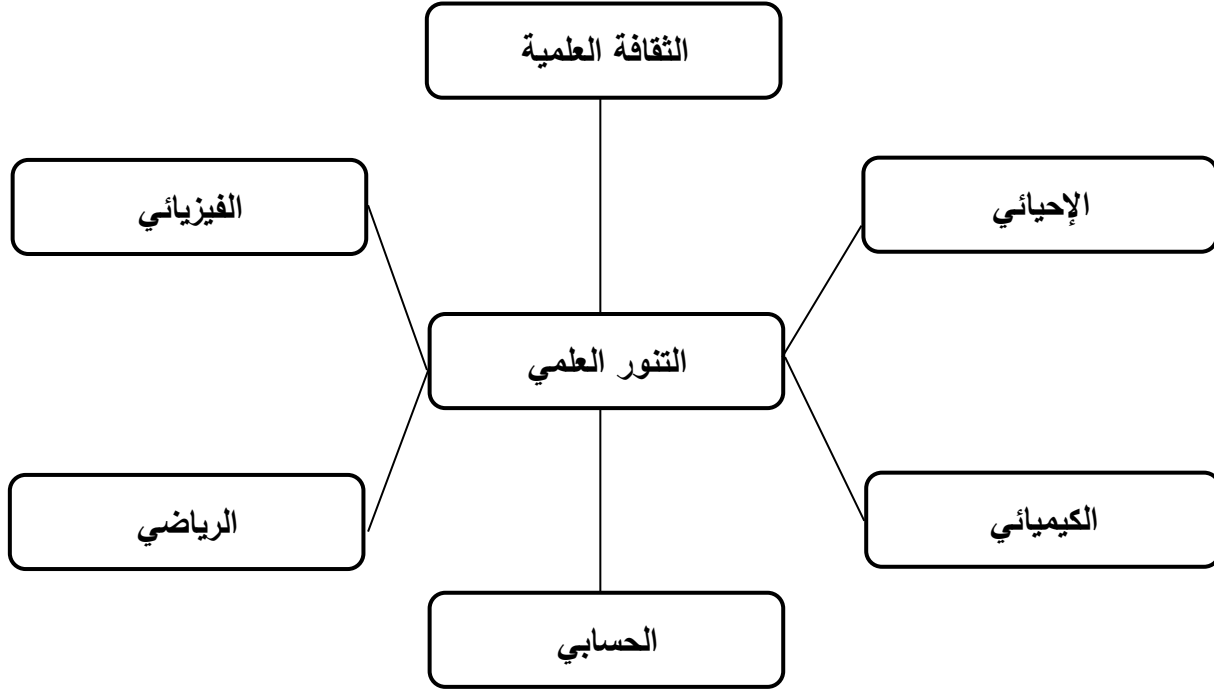 الثقافة العلمية
الإحيائي
الفيزيائي
التنور العلمي
الكيميائي
الرياضي
الحسابي